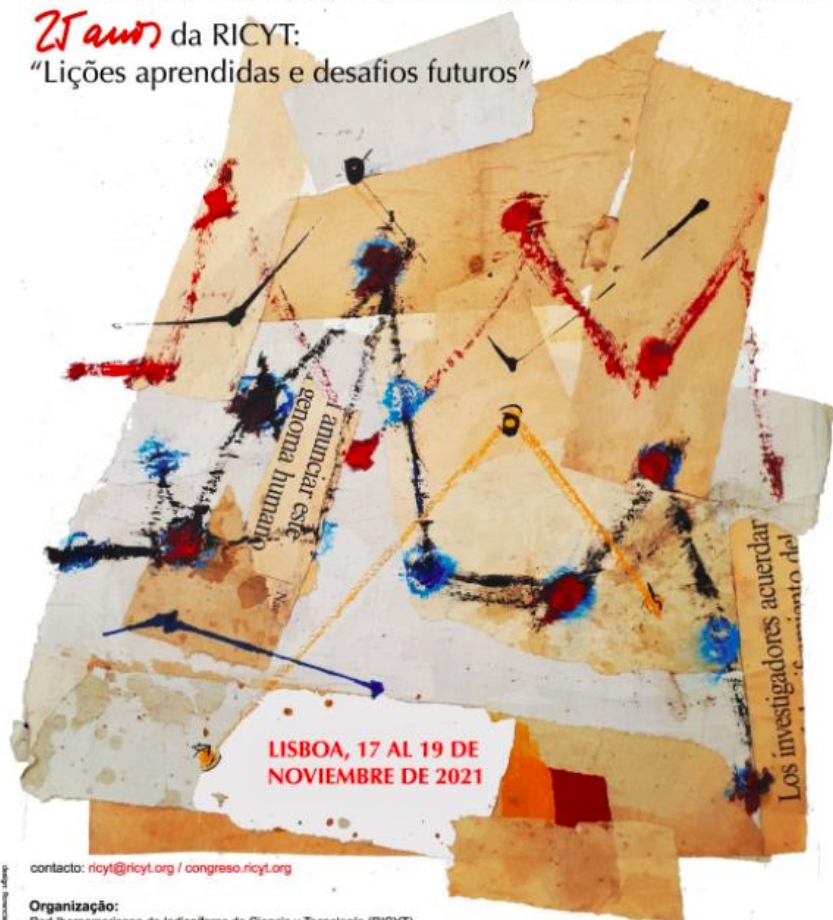 25 anos da RICYT:
“Lições aprendidas e desafios futuros”
anunciar este
genoma humano
Los investigadores acuerdan
LISBOA, 17 AL 19 DE
NOVIEMBRE DE 2021
contacto: ricyt@ricyt.org / congreso.ricyt.org
Organização: